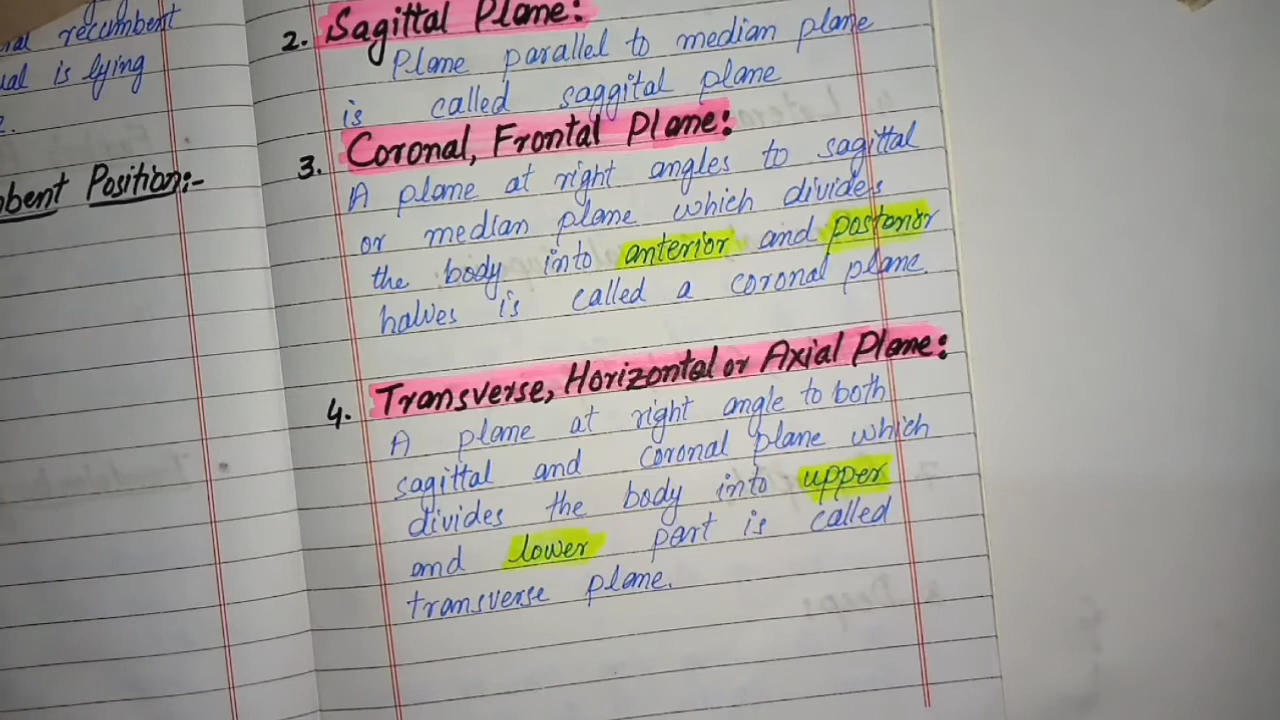 recumbent
is lying
Position:-
2. Sagittal Plane:
Plane parallel to median plane
is called saggital plane
3. Coronal, Frontal Plane:
A plane at right angles to sagittal
or median plane which divides
the body into anterior and posterior
halves is called a coronal plane.
4. Transverse, Horizontal or Axial Plane:
A plane at right angle to both
sagittal and coronal plane which
divides the body into upper
and lower part is called
transverse plane.